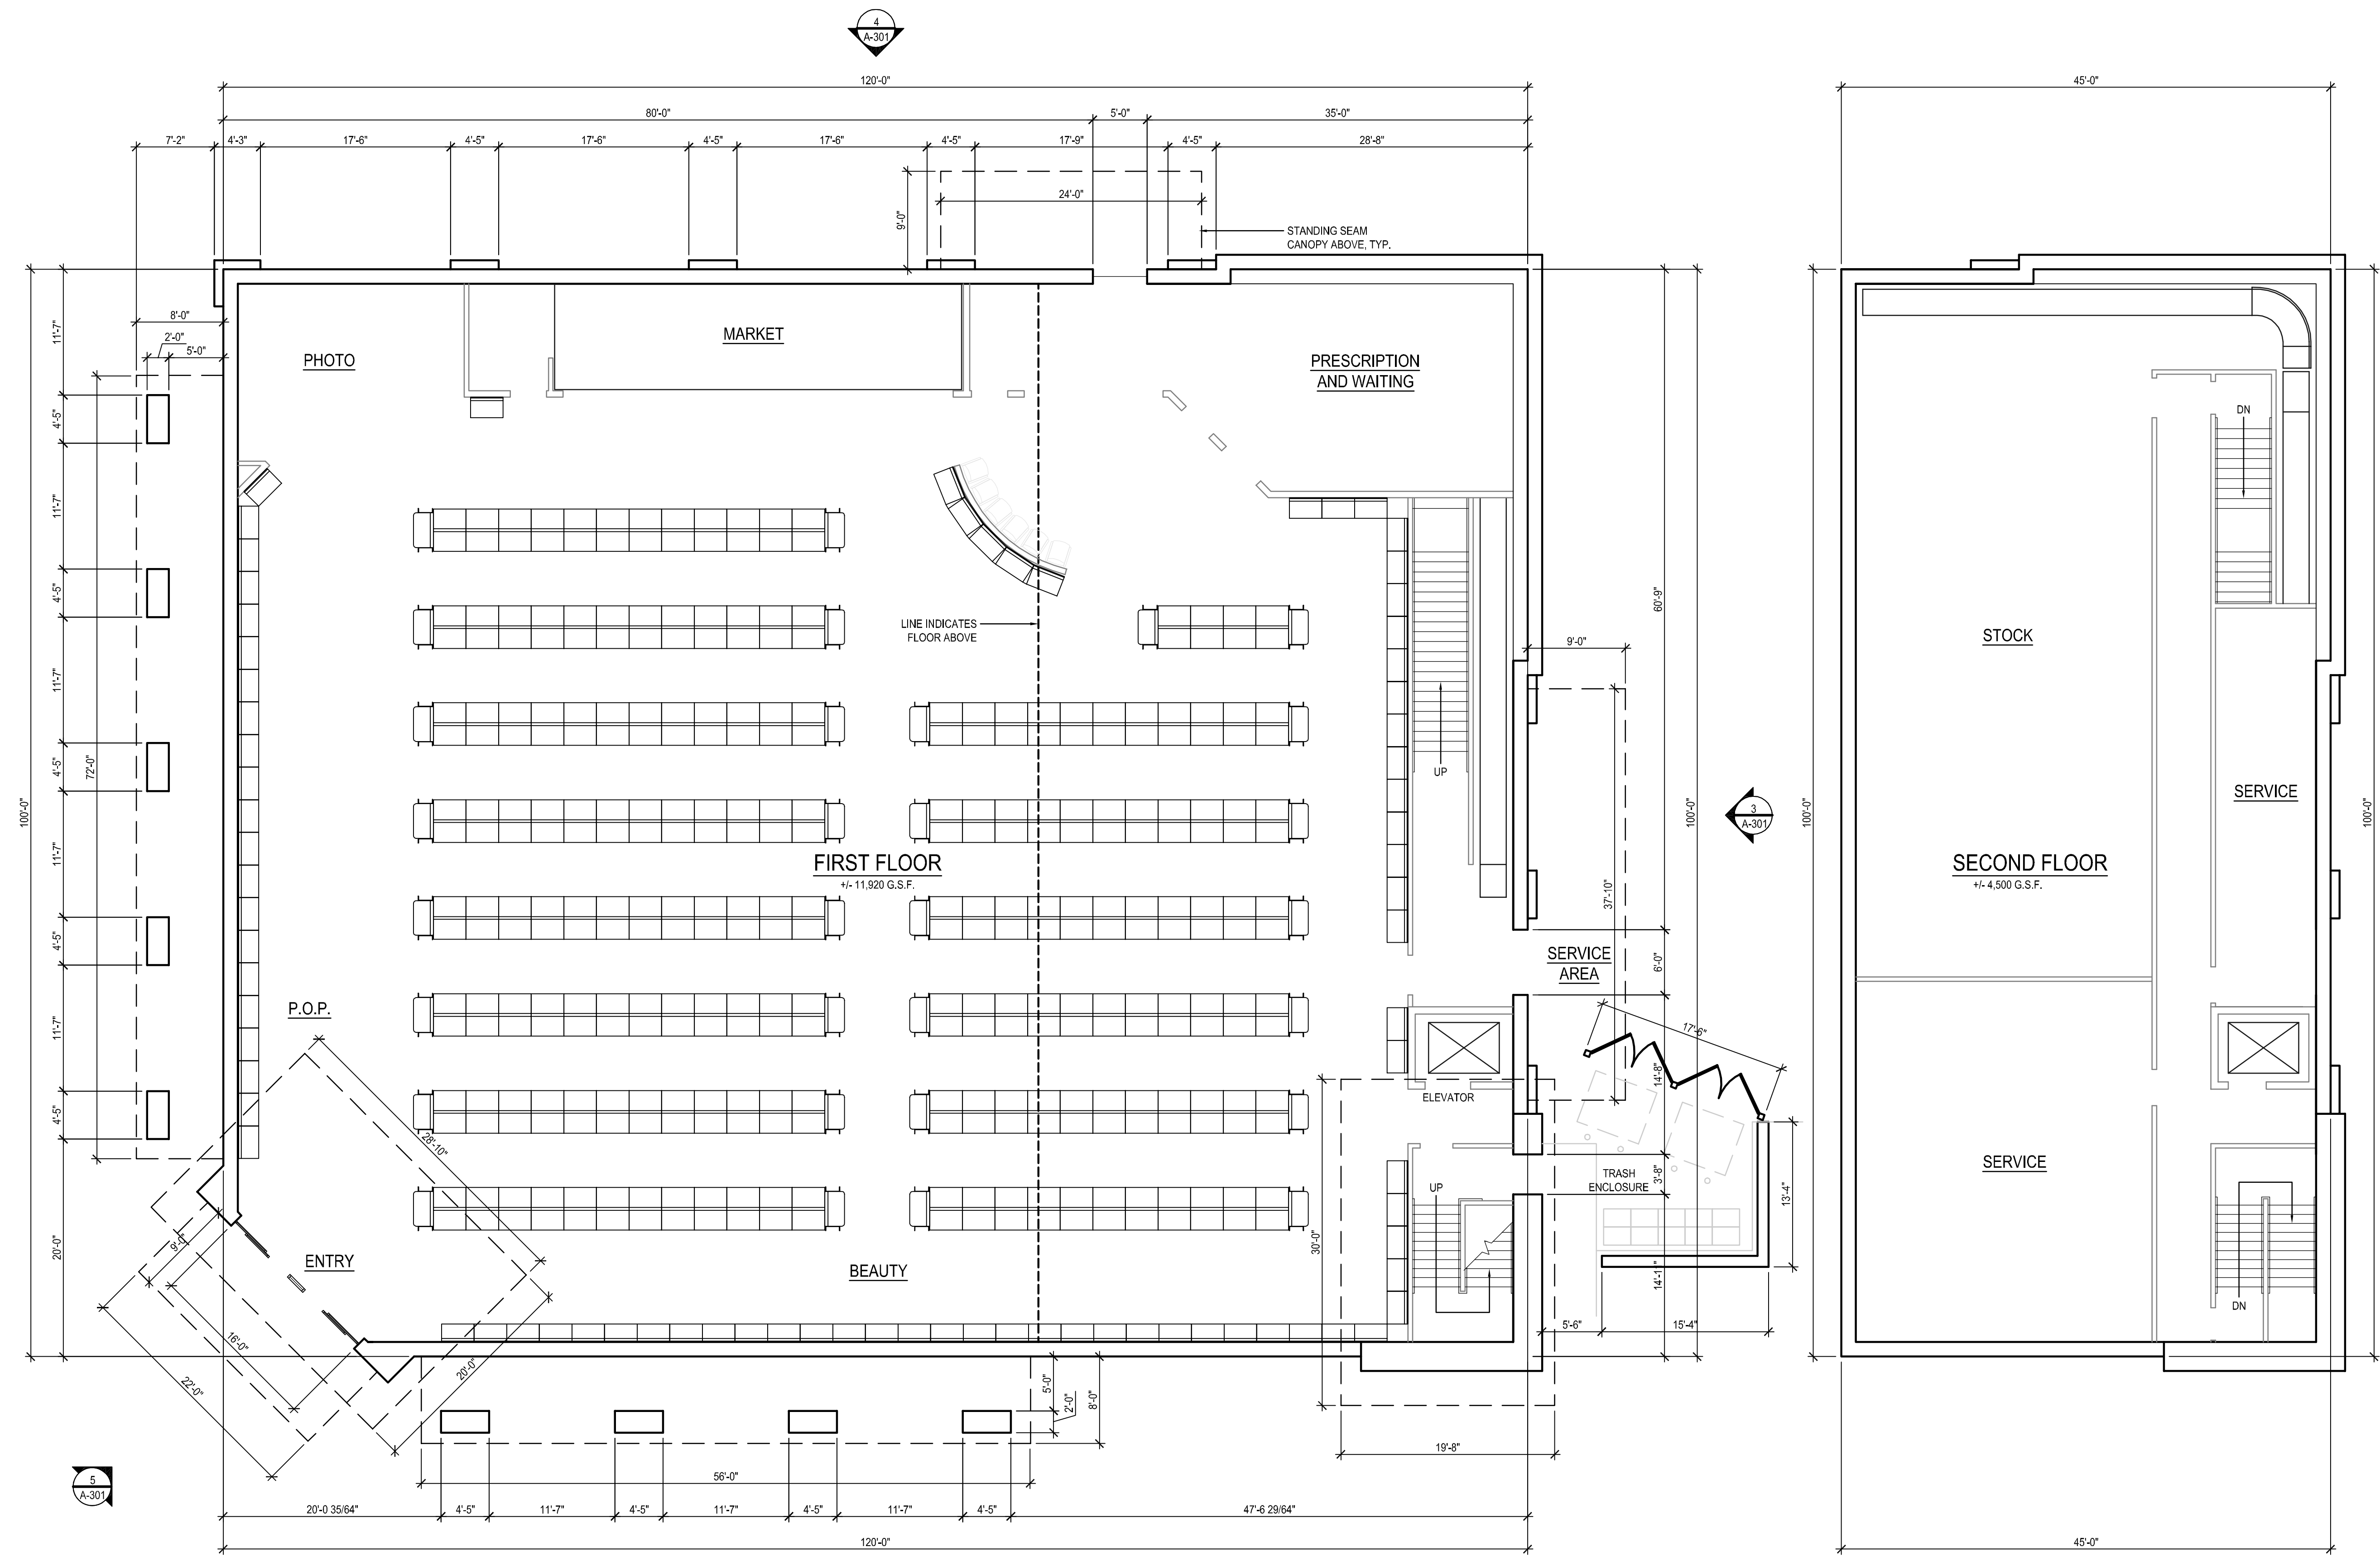 4
A-301
120'-0"
45'-0"
80'-0"
5'-0"
35'-0"
7'-2"
4'-3"
17'-6"
4'-5"
17'-6"
4'-5"
17'-6"
4'-5"
17'-9"
4'-5"
28'-8"
24'-0"
9'-0"
STANDING SEAM
CANOPY ABOVE, TYP.
8'-0"
2'-0"
5'-0"
11'-7"
4'-5"
11'-7"
4'-5"
11'-7"
4'-5"
11'-7"
4'-5"
11'-7"
4'-5"
20'-0"
72'-0"
100'-0"
PHOTO
MARKET
PRESCRIPTION
AND WAITING
LINE INDICATES
FLOOR ABOVE
UP
FIRST FLOOR
+/- 11,920 G.S.F.
P.O.P.
ENTRY
BEAUTY
ELEVATOR
UP
SERVICE
AREA
TRASH
ENCLOSURE
9'-0"
37'-10"
60'-9"
6'-0"
14'-8"
3'-8"
14'-11"
100'-0"
17'-6"
13'-4"
5'-6"
15'-4"
30'-0"
19'-8"
28'-10"
20'-0"
9'-0"
16'-0"
22'-0"
5'-0"
2'-0"
8'-0"
56'-0"
20'-0 35/64"
4'-5"
11'-7"
4'-5"
11'-7"
4'-5"
11'-7"
4'-5"
47'-6 29/64"
120'-0"
5
A-301
3
A-301
100'-0"
DN
STOCK
SERVICE
SECOND FLOOR
+/- 4,500 G.S.F.
SERVICE
DN
100'-0"
45'-0"